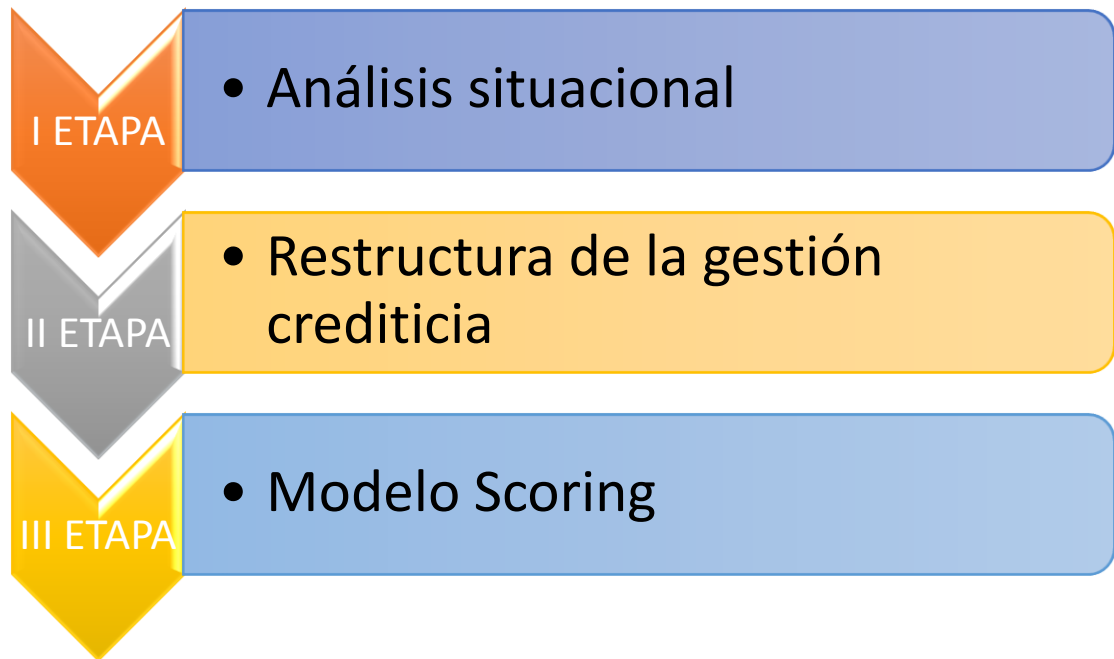 I ETAPA
• Análisis situacional
II ETAPA
• Restructura de la gestión
crediticia
III ETAPA
• Modelo Scoring